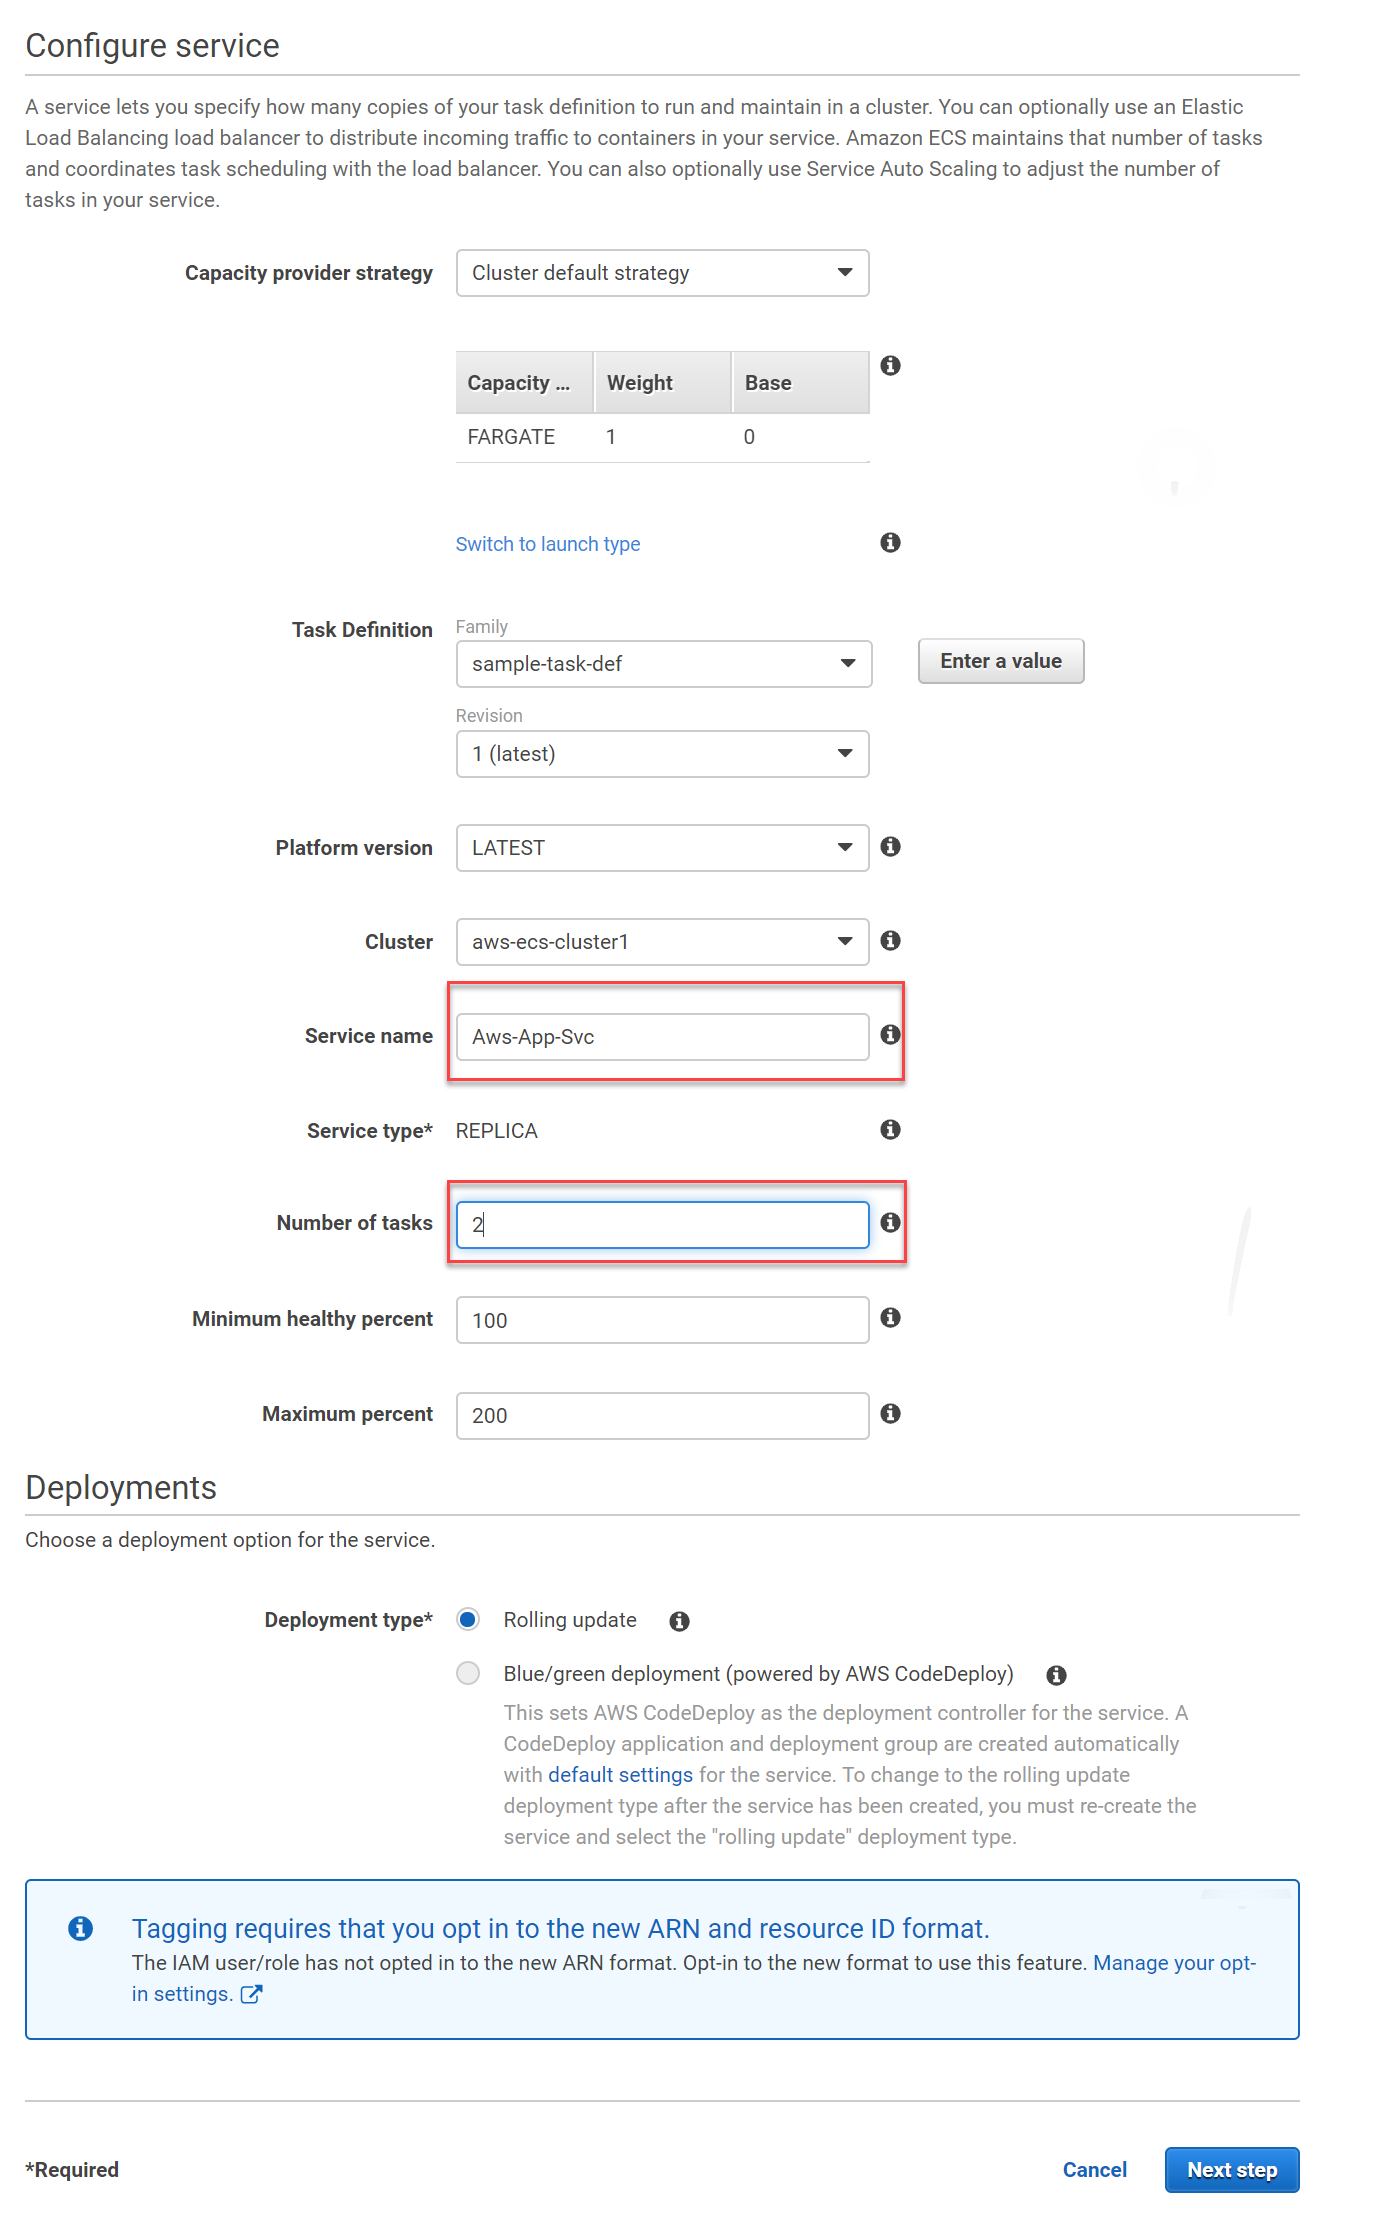 Configure service
A service lets you specify how many copies of your task definition to run and maintain in a cluster. You can optionally use an Elastic
Load Balancing load balancer to distribute incoming traffic to containers in your service. Amazon ECS maintains that number of tasks
and coordinates task scheduling with the load balancer. You can also optionally use Service Auto Scaling to adjust the number of
tasks in your service.
Capacity provider strategy Cluster default strategy
Capacity ... Weight Base
FARGATE 1 0
Switch to launch type
Task Definition Family
sample-task-def Enter a value
Revision
1 (latest)
Platform version LATEST
Cluster aws-ecs-cluster1
Service name Aws-App-Svc
Service type* REPLICA
Number of tasks 2
Minimum healthy percent 100
Maximum percent 200
Deployments
Choose a deployment option for the service.
Deployment type* Rolling update
Blue/green deployment (powered by AWS CodeDeploy)
This sets AWS CodeDeploy as the deployment controller for the service. A
CodeDeploy application and deployment group are created automatically
with default settings for the service. To change to the rolling update
deployment type after the service has been created, you must re-create the
service and select the "rolling update" deployment type.
Tagging requires that you opt in to the new ARN and resource ID format.
The IAM user/role has not opted in to the new ARN format. Opt-in to the new format to use this feature. Manage your opt-
in settings.
*Required Cancel Next step